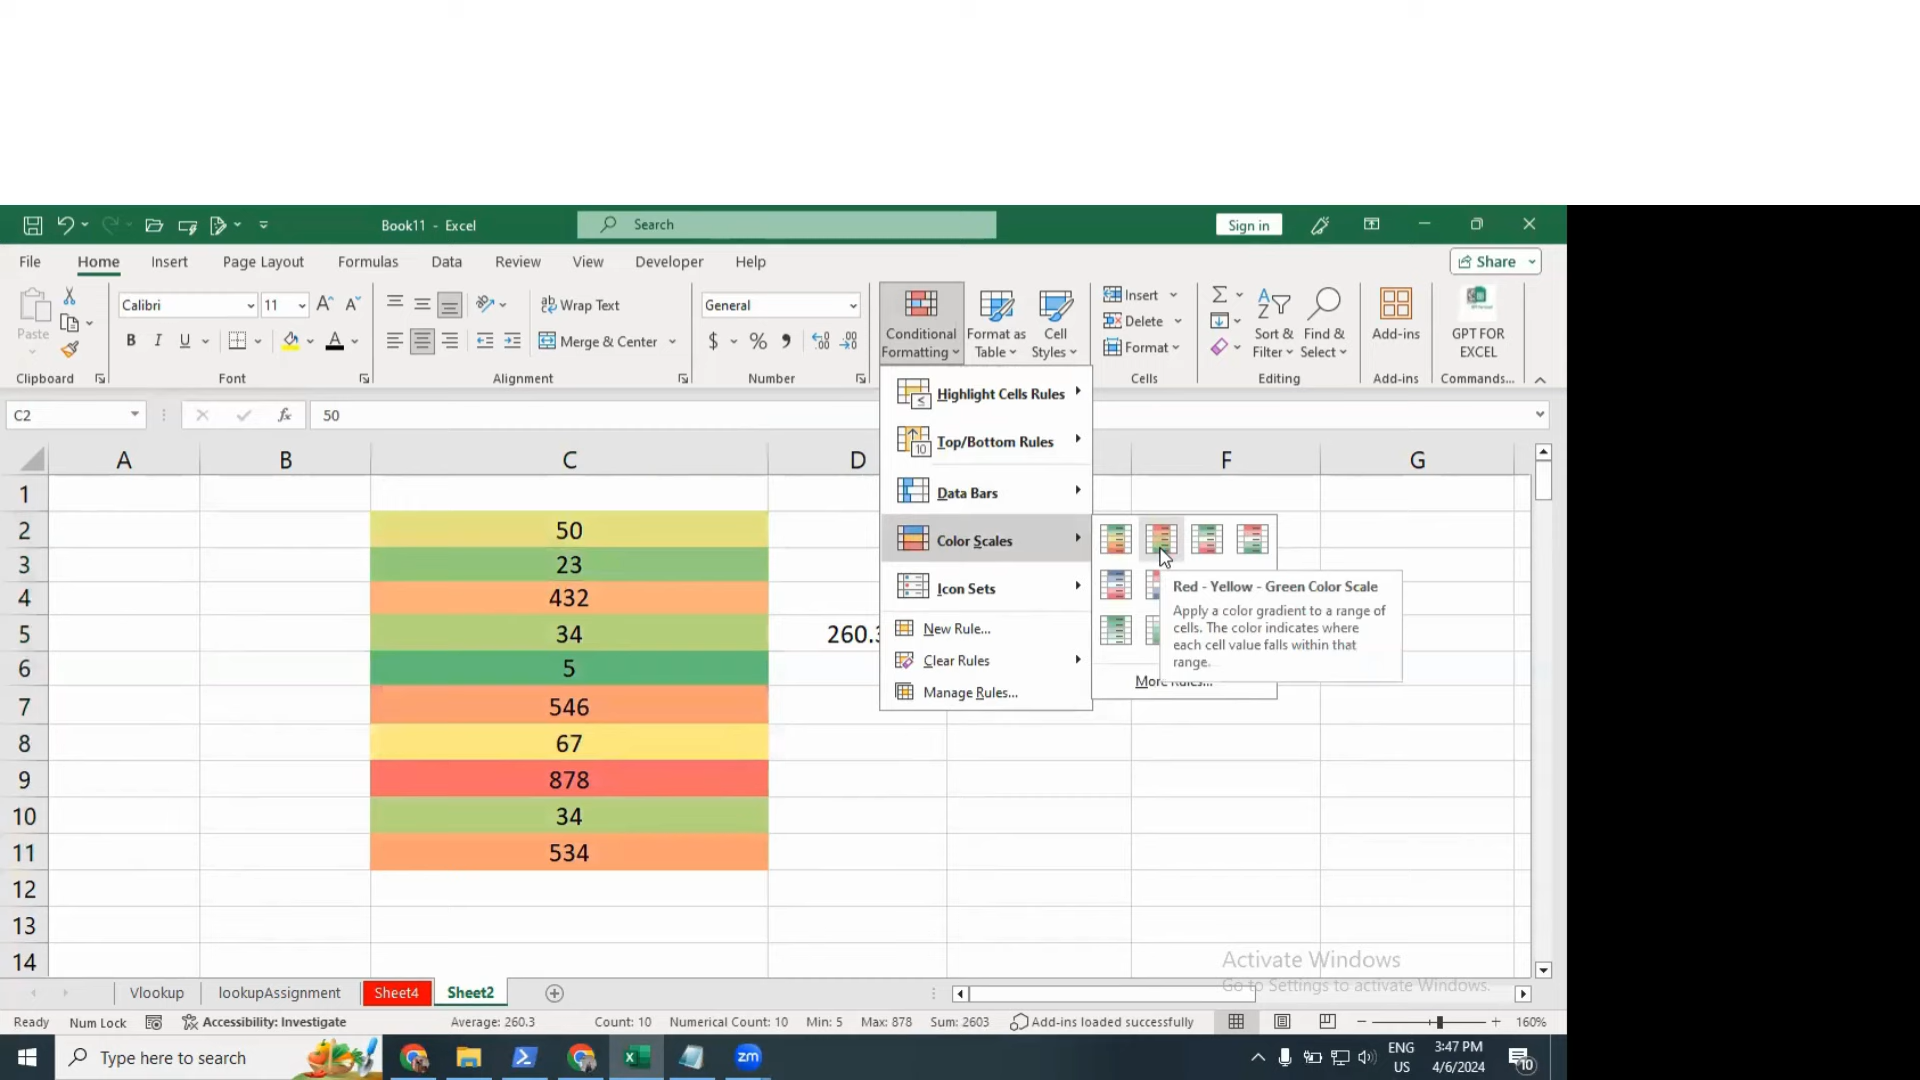 Book11 - Excel
Search
Sign in
File Home Insert Page Layout Formulas Data Review View Developer Help
Share
Paste
Calibri 11
Wrap Text
General
Merge & Center
Conditional Formatting
Format as Table
Cell Styles
Insert
Delete
Format
Sort & Filter
Find & Select
Add-ins
GPT FOR EXCEL
Clipboard Font Alignment Number Cells Editing Add-ins Commands...
C2 50
Highlight Cells Rules
Top/Bottom Rules
Data Bars
Color Scales
Icon Sets
New Rule...
Clear Rules
Manage Rules...
Red - Yellow - Green Color Scale
Apply a color gradient to a range of
cells. The color indicates where
each cell value falls within that
range.
More Rules...
A B C D F G
1
2 50
3 23
4 432
5 34 260.3
6 5
7 546
8 67
9 878
10 34
11 534
12
13
14
Activate Windows
Go to Settings to activate Windows.
Vlookup lookupAssignment Sheet4 Sheet2
Ready Num Lock Accessibility: Investigate Average: 260.3 Count: 10 Numerical Count: 10 Min: 5 Max: 878 Sum: 2603 Add-ins loaded successfully 160%
Type here to search
zm
ENG
US
3:47 PM
4/6/2024
10